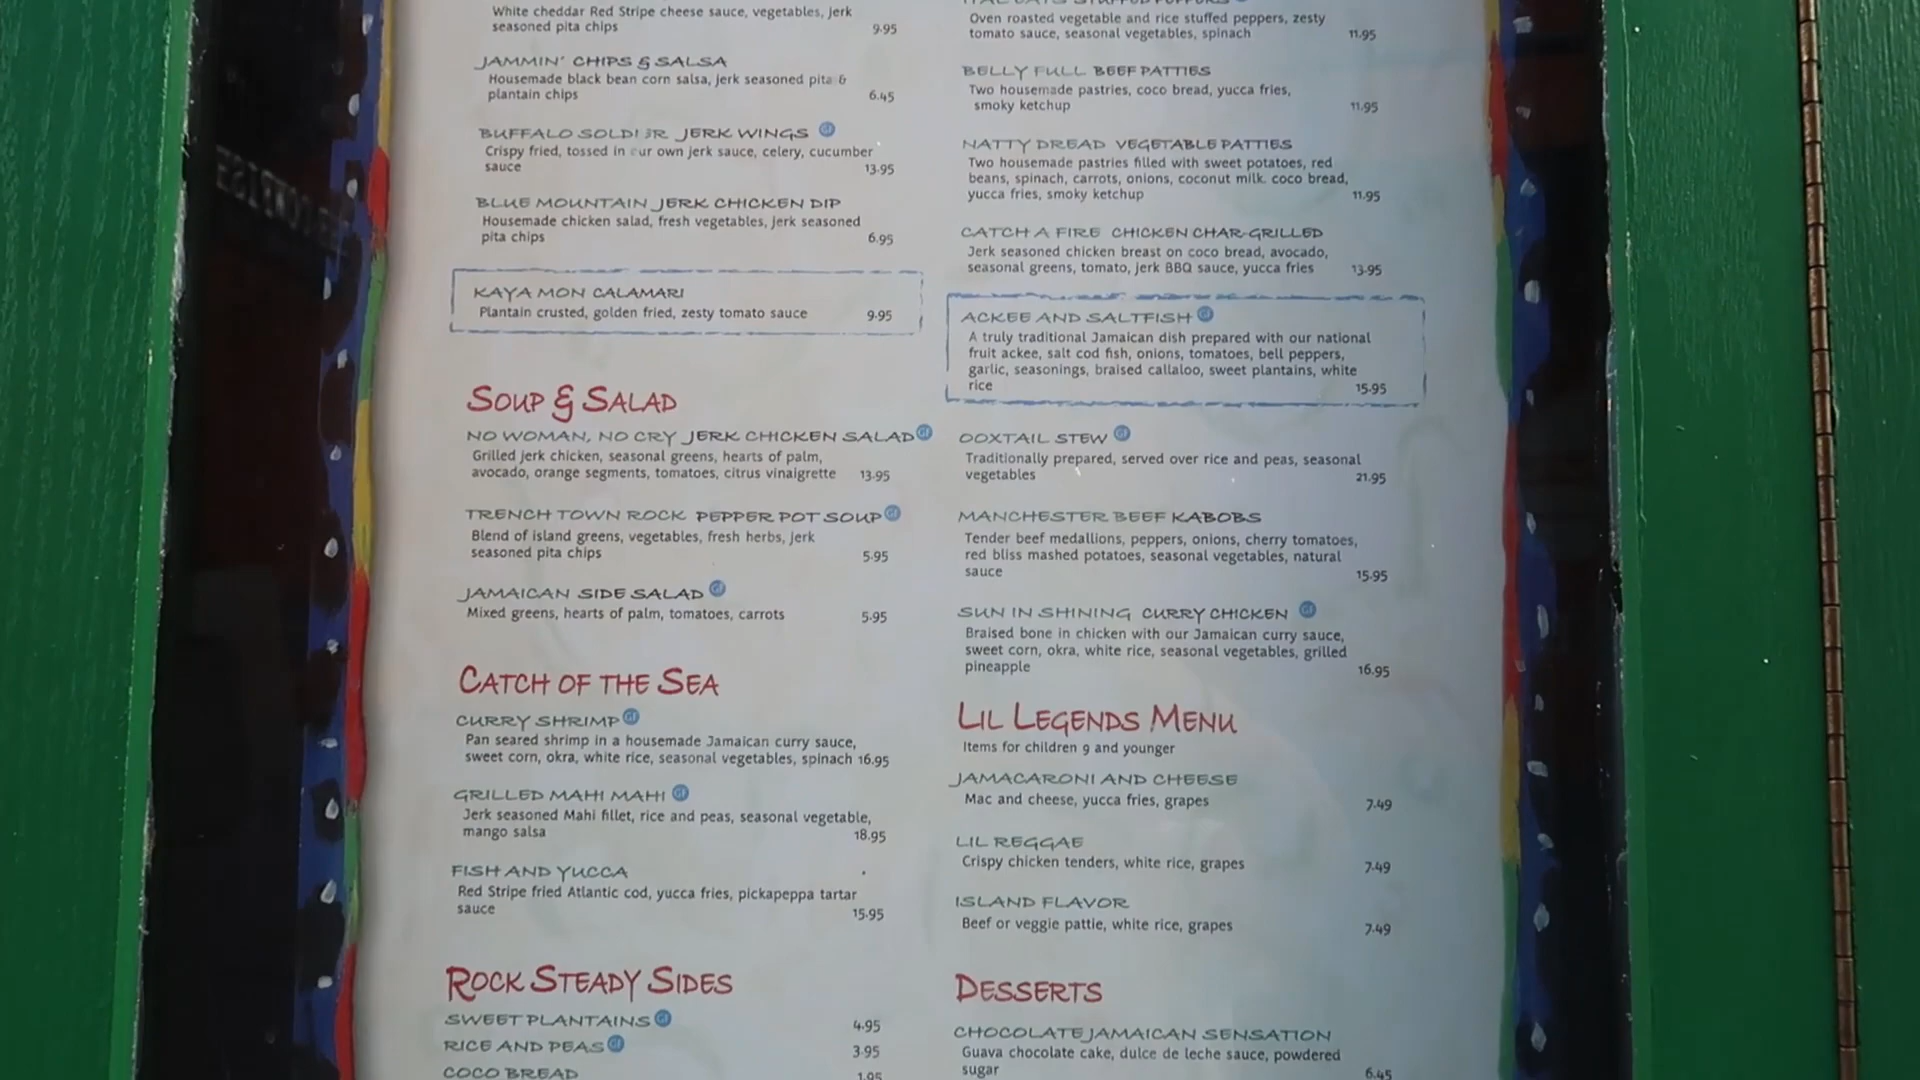 White cheddar Red Stripe cheese sauce, vegetables, jerk
seasoned pita chips 9.95
JAMMIN' CHIPS & SALSA
Housemade black bean corn salsa, jerk seasoned pita &
plantain chips 6.45
BUFFALO SOLDIER JERK WINGS GF
Crispy fried, tossed in our own jerk sauce, celery, cucumber
sauce 13.95
BLUE MOUNTAIN JERK CHICKEN DIP
Housemade chicken salad, fresh vegetables, jerk seasoned
pita chips 6.95
KAYA MON CALAMARI
Plantain crusted, golden fried, zesty tomato sauce 9.95
SOUP & SALAD
NO WOMAN, NO CRY JERK CHICKEN SALAD GF
Grilled jerk chicken, seasonal greens, hearts of palm,
avocado, orange segments, tomatoes, citrus vinaigrette 13.95
TRENCH TOWN ROCK PEPPER POT SOUP GF
Blend of island greens, vegetables, fresh herbs, jerk
seasoned pita chips 5.95
JAMAICAN SIDE SALAD GF
Mixed greens, hearts of palm, tomatoes, carrots 5.95
CATCH OF THE SEA
CURRY SHRIMP GF
Pan seared shrimp in a housemade Jamaican curry sauce,
sweet corn, okra, white rice, seasonal vegetables, spinach 16.95
GRILLED MAHI MAHI GF
Jerk seasoned Mahi fillet, rice and peas, seasonal vegetable,
mango salsa 18.95
FISH AND YUCCA
Red Stripe fried Atlantic cod, yucca fries, pickapeppa tartar
sauce 15.95
ROCK STEADY SIDES
SWEET PLANTAINS GF 4.95
RICE AND PEAS GF 3.95
COCO BREAD 1.95
Oven roasted vegetable and rice stuffed peppers, zesty
tomato sauce, seasonal vegetables, spinach 11.95
BELLY FULL BEEF PATTIES
Two housemade pastries, coco bread, yucca fries,
smoky ketchup 11.95
NATTY DREAD VEGETABLE PATTIES
Two housemade pastries filled with sweet potatoes, red
beans, spinach, carrots, onions, coconut milk. coco bread,
yucca fries, smoky ketchup 11.95
CATCH A FIRE CHICKEN CHAR-GRILLED
Jerk seasoned chicken breast on coco bread, avocado,
seasonal greens, tomato, jerk BBQ sauce, yucca fries 13.95
ACKEE AND SALTFISH GF
A truly traditional Jamaican dish prepared with our national
fruit ackee, salt cod fish, onions, tomatoes, bell peppers,
garlic, seasonings, braised callaloo, sweet plantains, white
rice 15.95
OOXTAIL STEW GF
Traditionally prepared, served over rice and peas, seasonal
vegetables 21.95
MANCHESTER BEEF KABOBS
Tender beef medallions, peppers, onions, cherry tomatoes,
red bliss mashed potatoes, seasonal vegetables, natural
sauce 15.95
SUN IN SHINING CURRY CHICKEN GF
Braised bone in chicken with our Jamaican curry sauce,
sweet corn, okra, white rice, seasonal vegetables, grilled
pineapple 16.95
LIL LEGENDS MENU
Items for children 9 and younger
JAMACARONI AND CHEESE
Mac and cheese, yucca fries, grapes 7.49
LIL REGGAE
Crispy chicken tenders, white rice, grapes 7.49
ISLAND FLAVOR
Beef or veggie pattie, white rice, grapes 7.49
DESSERTS
CHOCOLATE JAMAICAN SENSATION
Guava chocolate cake, dulce de leche sauce, powdered
sugar 6.45